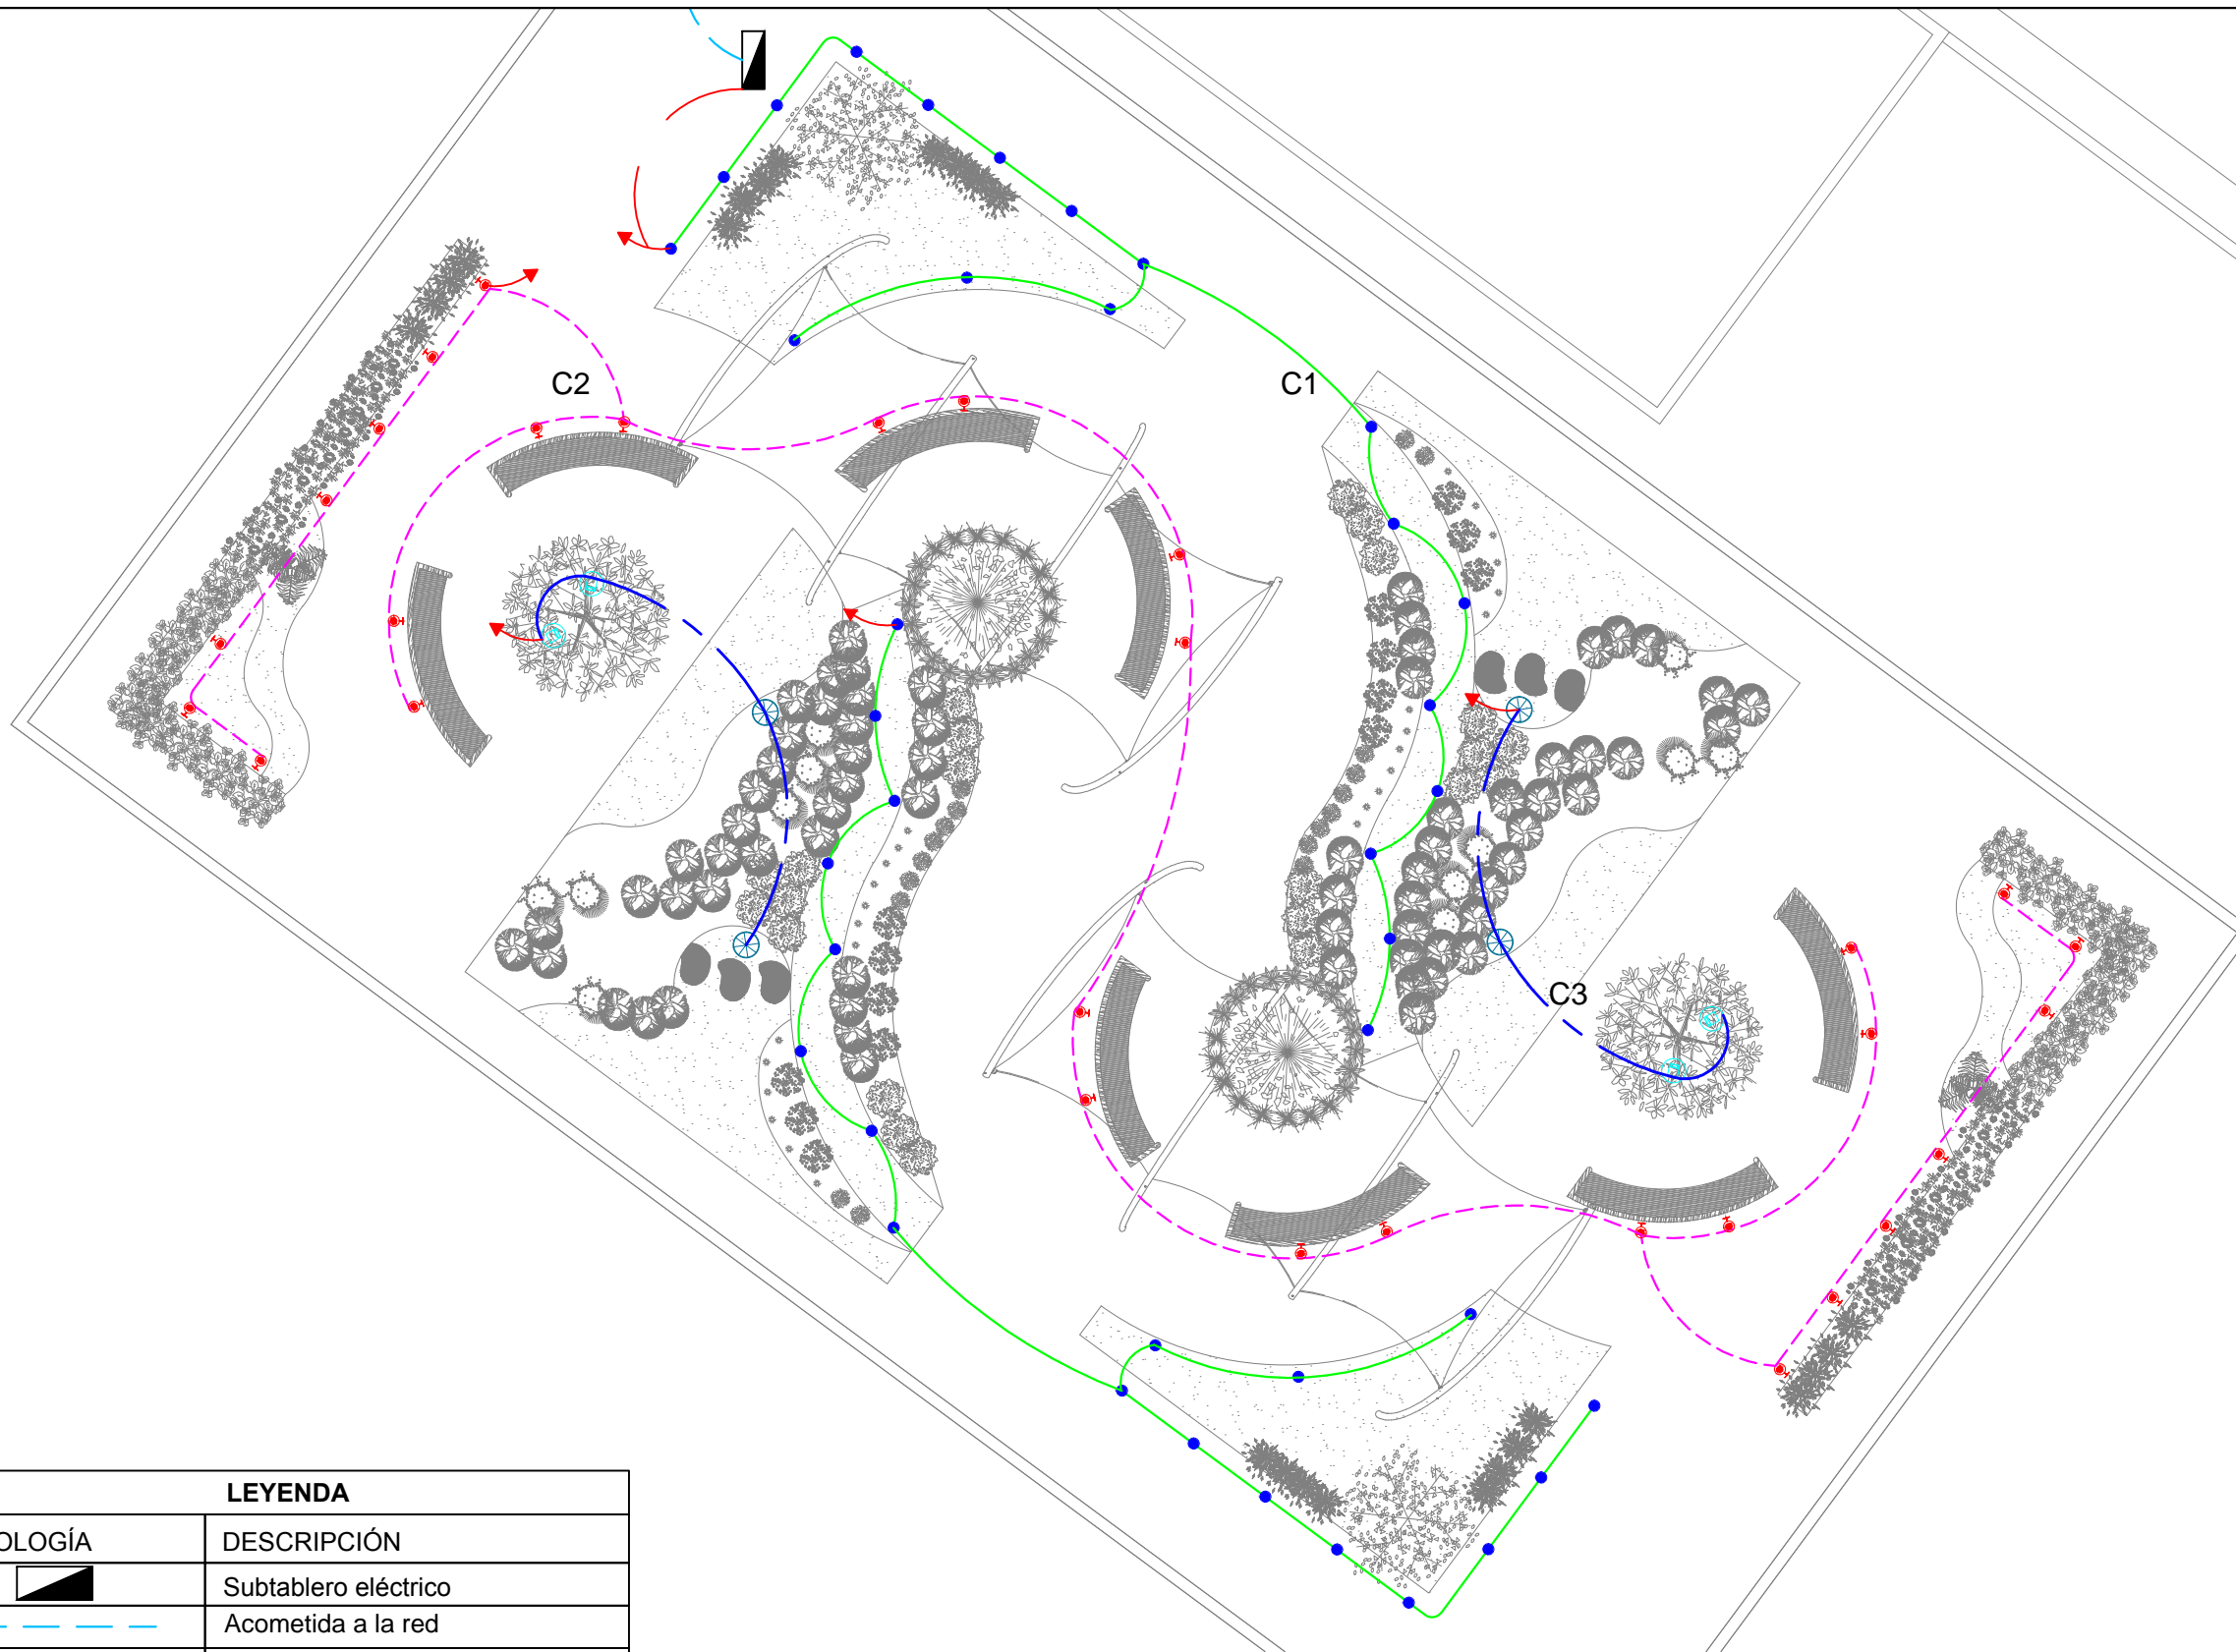 C2
C1
C3
LEYENDA
OLOGÍA DESCRIPCIÓN
Subtablero eléctrico
Acometida a la red